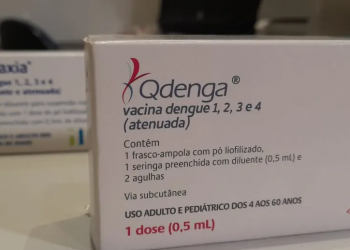 axia®
Qdenga®
vacina dengue 1, 2, 3 e 4
(atenuada)
Contém
1 frasco-ampola com pó liofilizado,
1 seringa preenchida com diluente (0,5 mL) e
2 agulhas
Via subcutânea
USO ADULTO E PEDIÁTRICO DOS 4 AOS 60 ANOS
1 dose (0,5 mL)